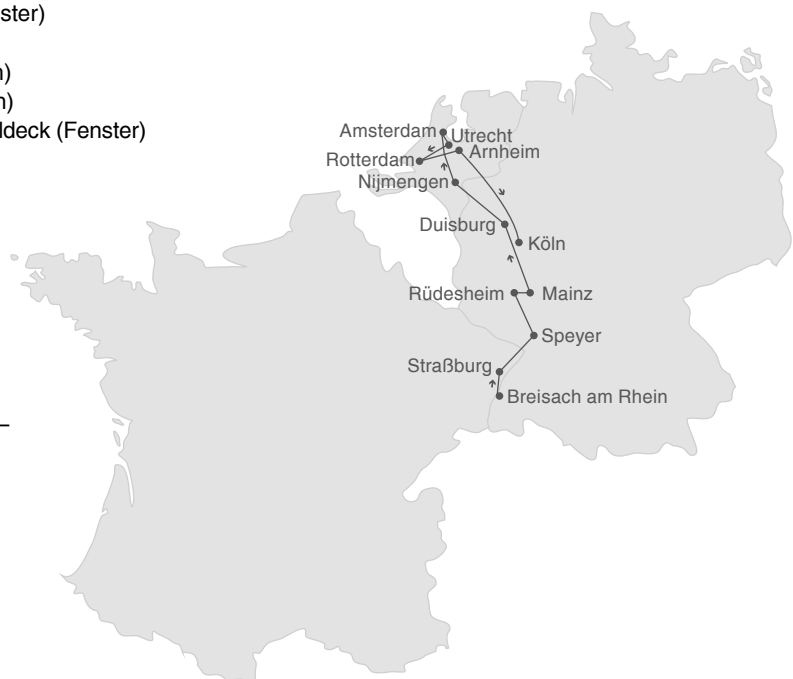 ster)
n)
n)
ldeck (Fenster)
Amsterdam
Utrecht
Arnheim
Rotterdam
Nijmengen
Duisburg
Köln
Rüdesheim
Mainz
Speyer
Straßburg
Breisach am Rhein